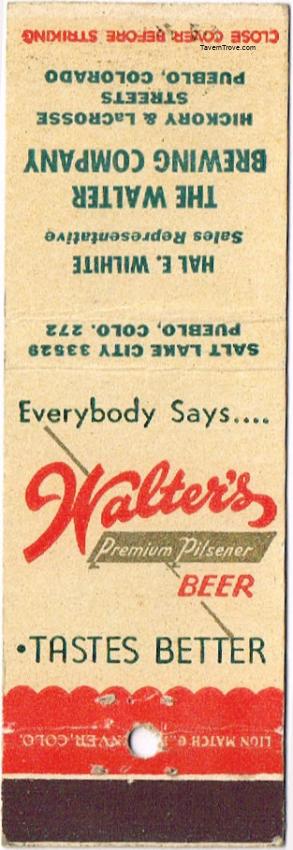 CLOSE COVER BEFORE STRIKING
TavernTrove.com
PUEBLO, COLORADO
STREETS
HICKORY & LaCROSSE
BREWING COMPANY
THE WALTER
Sales Representative
HAL E. WILHITE
PUEBLO, COLO. 272
SALT LAKE CITY 33529
Everybody Says....
Walter's
Premium Pilsener
BEER
•TASTES BETTER
LION MATCH
COLO.